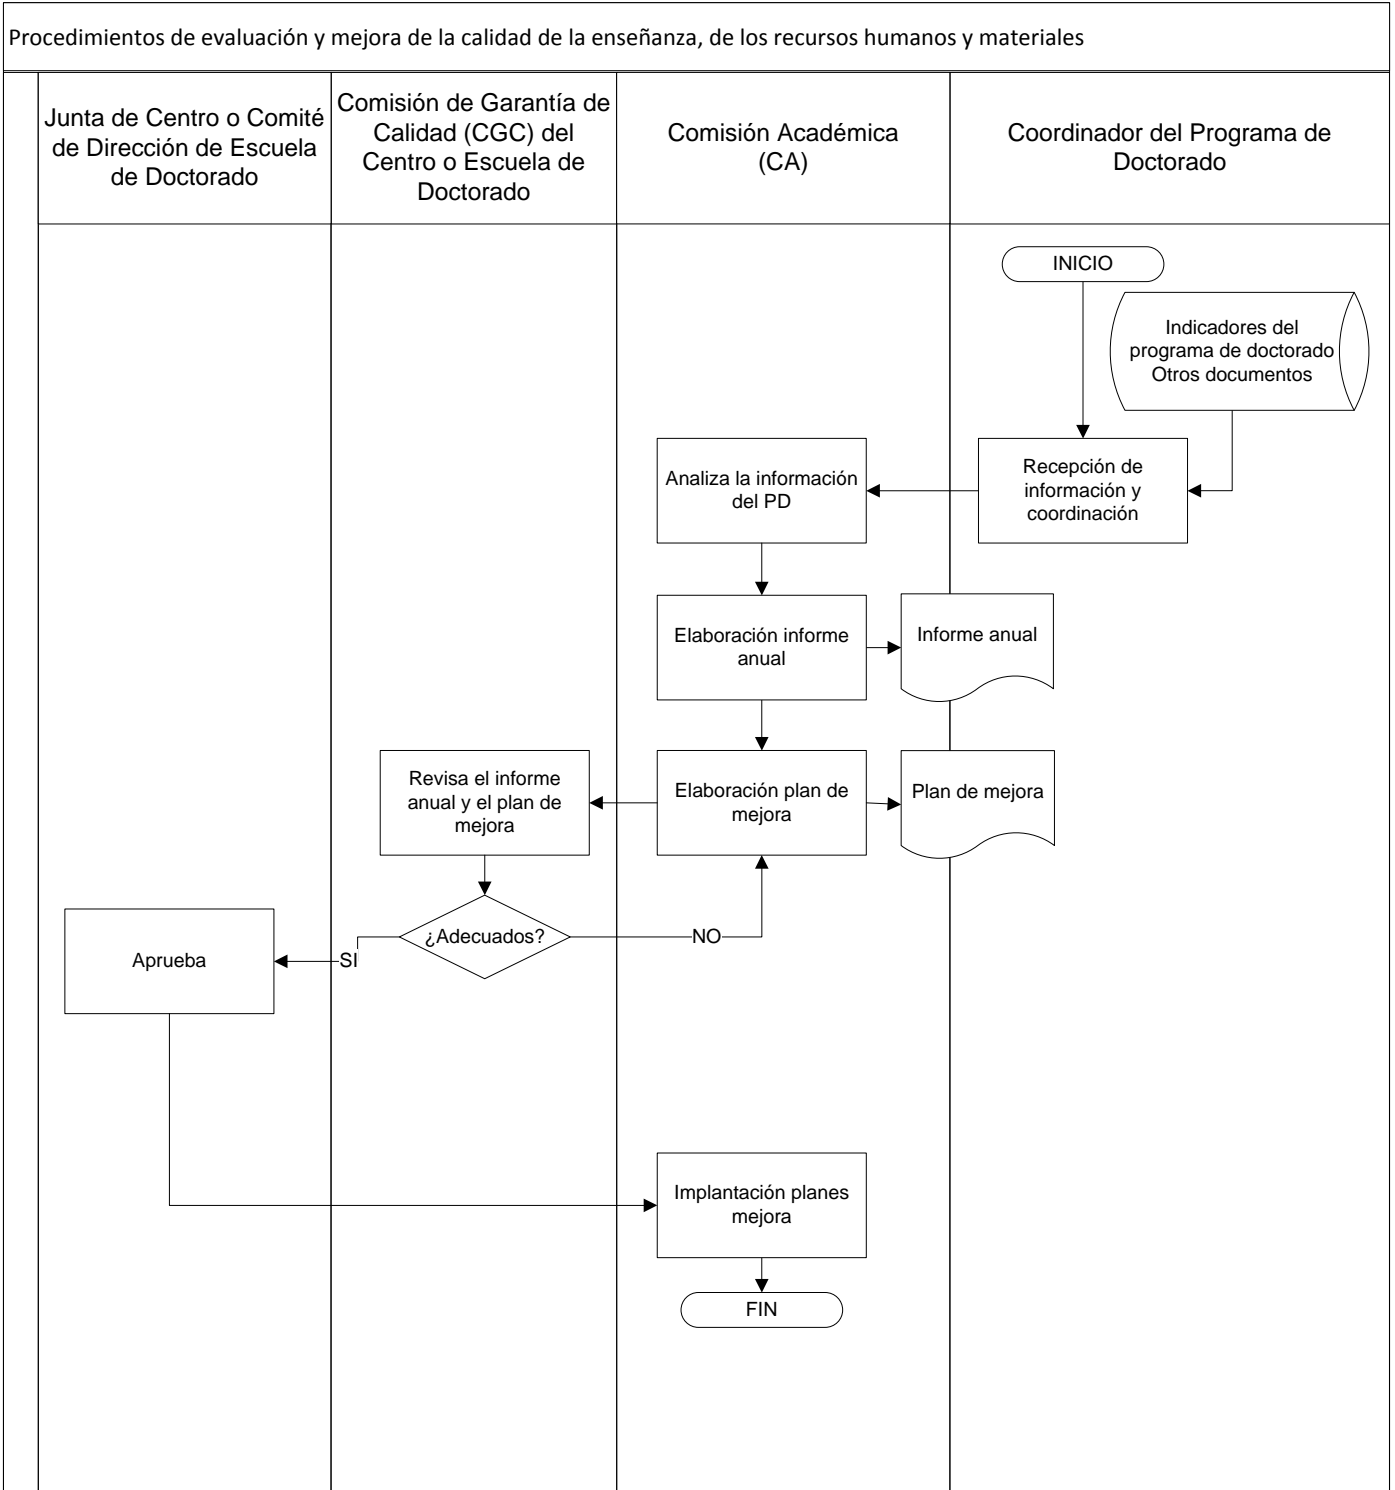 Procedimientos de evaluación y mejora de la calidad de la enseñanza, de los recursos humanos y materiales
Junta de Centro o Comité
de Dirección de Escuela
de Doctorado
Comisión de Garantía de
Calidad (CGC) del
Centro o Escuela de
Doctorado
Comisión Académica
(CA)
Coordinador del Programa de
Doctorado
INICIO
Indicadores del
programa de doctorado
Otros documentos
Recepción de
información y
coordinación
Analiza la información
del PD
Elaboración informe
anual
Informe anual
Elaboración plan de
mejora
Plan de mejora
Revisa el informe
anual y el plan de
mejora
¿Adecuados?
NO
SI
Aprueba
Implantación planes
mejora
FIN